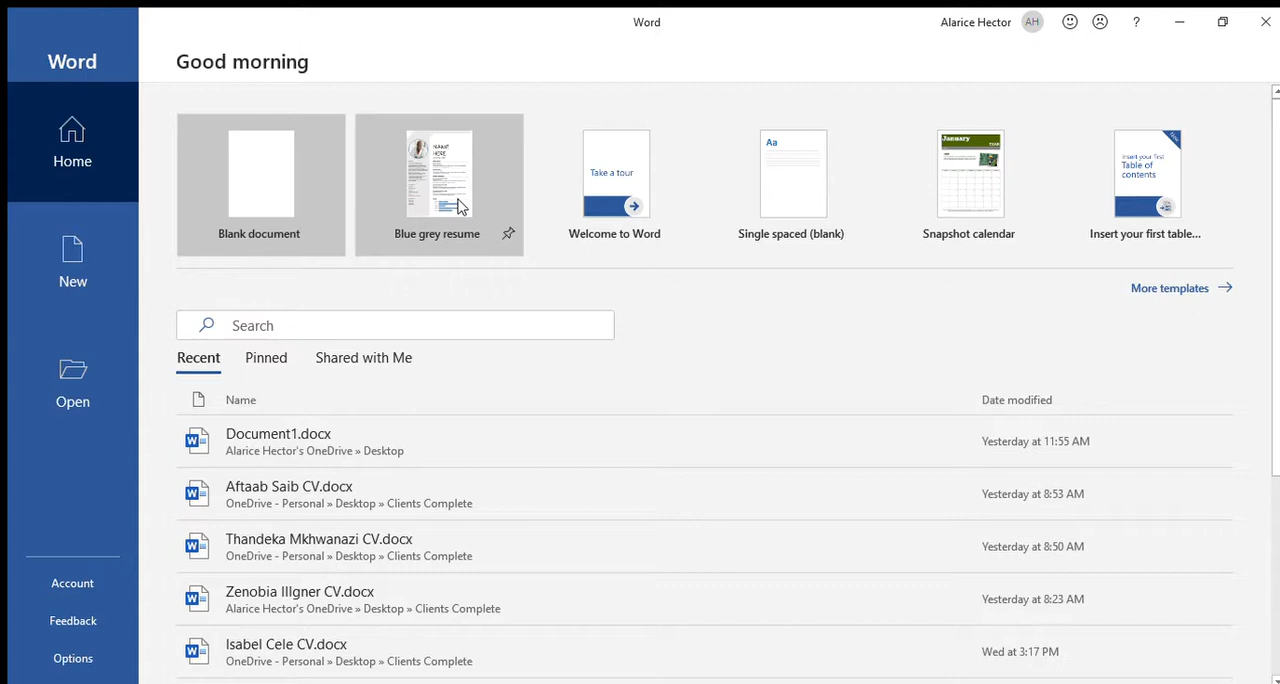 Word
Alarice Hector AH ?
Word
Good morning
Home
New
Open
Account
Feedback
Options
NAME
HERE
Take a tour
Aa
January
Insert your first
Table of
contents
Blank document
Blue grey resume
Welcome to Word
Single spaced (blank)
Snapshot calendar
Insert your first table...
More templates
Search
Recent Pinned Shared with Me
Name Date modified
Document1.docx
Alarice Hector's OneDrive » Desktop
Yesterday at 11:55 AM
Aftaab Saib CV.docx
OneDrive - Personal » Desktop » Clients Complete
Yesterday at 8:53 AM
Thandeka Mkhwanazi CV.docx
OneDrive - Personal » Desktop » Clients Complete
Yesterday at 8:50 AM
Zenobia Illgner CV.docx
Alarice Hector's OneDrive » Desktop » Clients Complete
Yesterday at 8:23 AM
Isabel Cele CV.docx
OneDrive - Personal » Desktop » Clients Complete
Wed at 3:17 PM